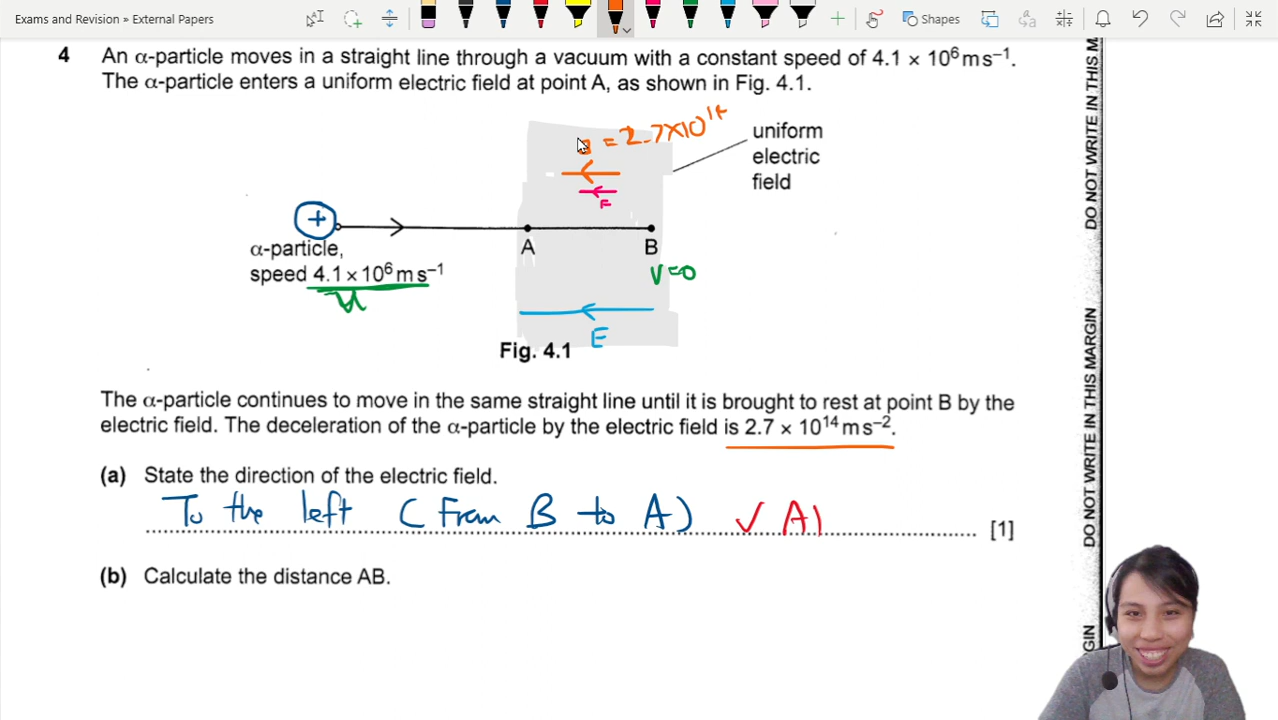 Exams and Revision » External Papers
Shapes
4 An α-particle moves in a straight line through a vacuum with a constant speed of 4.1 × 10⁶ m s⁻¹.
The α-particle enters a uniform electric field at point A, as shown in Fig. 4.1.
a = 2.7×10¹⁴
uniform
electric
field
F
+
A B
α-particle,
speed 4.1 × 10⁶ m s⁻¹
v=0
u
E
Fig. 4.1
The α-particle continues to move in the same straight line until it is brought to rest at point B by the
electric field. The deceleration of the α-particle by the electric field is 2.7 × 10¹⁴ m s⁻².
(a) State the direction of the electric field.
To the left (From B to A) ✓ A1
[1]
(b) Calculate the distance AB.
DO NOT WRITE IN THIS M
DO NOT WRITE IN THIS MARGIN
GIN